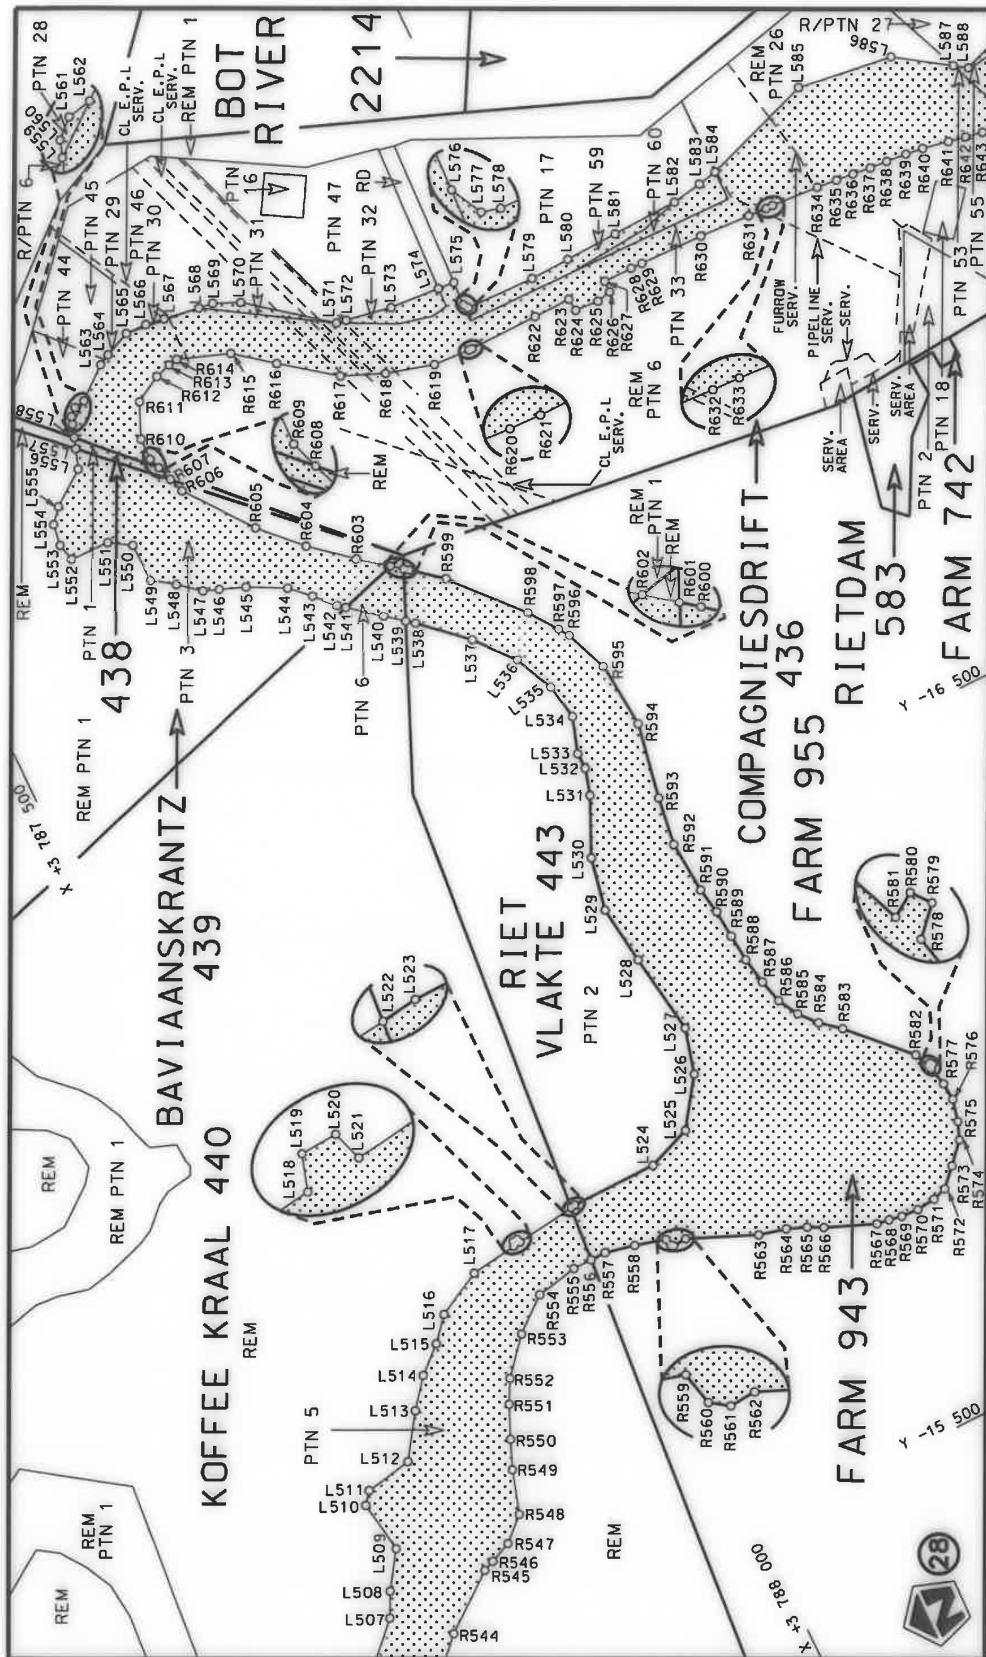 BAVIAANSKRANTZ
439
KOFFEE KRAAL 440
REM
RIET
VLAKTE 443
PTN 2
COMPAGNIESDRIFT
436
FARM 955
RIETDAM
583
FARM 742
FARM 943
438
BOT
RIVER
2214
X +3 787 500
X +3 788 000
Y -15 500
Y -16 500
28
REM
REM PTN 1
REM
REM
PTN 1
REM PTN 1
REM
PTN 1
PTN 3
PTN 6
PTN 5
REM
L507
L508
L509
L510
L511
L512
L513
L514
L515
L516
L517
L518
L519
L520
L521
L522
L523
L524
L525
L526
L527
L528
L529
L530
L531
L532
L533
L534
L535
L536
L537
L538
L539
L540
L541
L542
L543
L544
L545
L546
L547
L548
L549
L550
L551
L552
L553
L554
L555
L556
L557
L558
L559
L560
L561
L562
L563
L564
L565
L566
L567
L568
L569
L570
L571
L572
L573
L574
L575
L576
L577
L578
L579
L580
L581
L582
L583
L584
L585
L586
L587
L588
R544
R545
R546
R547
R548
R549
R550
R551
R552
R553
R554
R555
R556
R557
R558
R559
R560
R561
R562
R563
R564
R565
R566
R567
R568
R569
R570
R571
R572
R573
R574
R575
R576
R577
R578
R579
R580
R581
R582
R583
R584
R585
R586
R587
R588
R589
R590
R591
R592
R593
R594
R595
R596
R597
R598
R599
R600
R601
R602
R603
R604
R605
R606
R607
R608
R609
R610
R611
R612
R613
R614
R615
R616
R617
R618
R619
R620
R621
R622
R623
R624
R625
R626
R627
R628
R629
R630
R631
R632
R633
R634
R635
R636
R637
R638
R639
R640
R641
R642
R643
R/PTN 6
PTN 28
PTN 44
PTN 45
PTN 29
PTN 46
PTN 30
PTN 31
CL E.P.L
SERV.
CL E.P.L
SERV.
REM PTN 1
PTN
16
PTN 47
PTN 32
RD
PTN 17
PTN 59
PTN 60
PTN 33
REM
PTN 6
REM
CL E.P.L
SERV.
REM
PTN 1
REM
REM
PTN 26
R/PTN 27
FURROW
SERV.
PIPELINE
SERV.
SERV.
SERV.
AREA
SERV.
SERV.
AREA
PTN 2
PTN 18
PTN 53
PTN 55